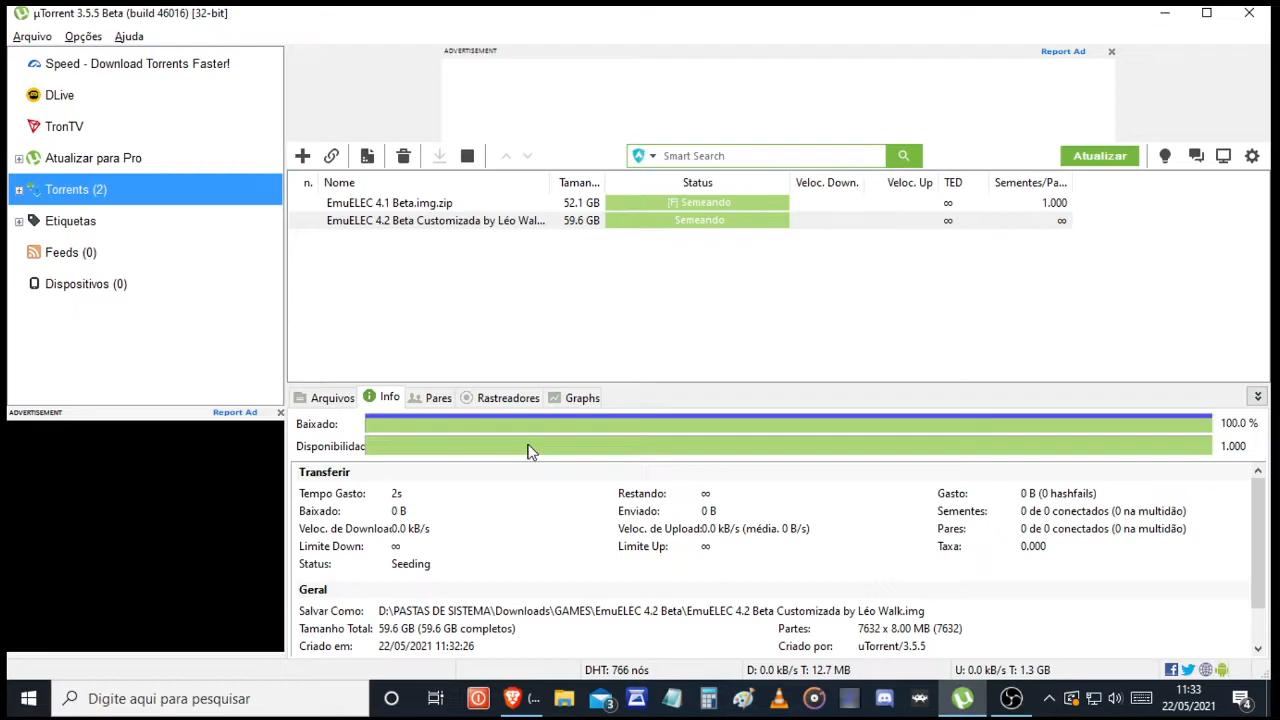 µTorrent 3.5.5 Beta (build 46016) [32-bit]
Arquivo Opções Ajuda
Speed - Download Torrents Faster!
DLive
TronTV
Atualizar para Pro
Torrents (2)
Etiquetas
Feeds (0)
Dispositivos (0)
ADVERTISEMENT Report Ad
ADVERTISEMENT Report Ad
Smart Search
Atualizar
n. Nome Taman... Status Veloc. Down. Veloc. Up TED Sementes/Pa...
EmuELEC 4.1 Beta.img.zip 52.1 GB [F] Semeando ∞ 1.000
EmuELEC 4.2 Beta Customizada by Léo Wal... 59.6 GB Semeando ∞ ∞
Arquivos Info Pares Rastreadores Graphs
Baixado: 100.0 %
Disponibilidad 1.000
Transferir
Tempo Gasto: 2s Restando: ∞ Gasto: 0 B (0 hashfails)
Baixado: 0 B Enviado: 0 B Sementes: 0 de 0 conectados (0 na multidão)
Veloc. de Download 0.0 kB/s Veloc. de Upload: 0.0 kB/s (média. 0 B/s) Pares: 0 de 0 conectados (0 na multidão)
Limite Down: ∞ Limite Up: ∞ Taxa: 0.000
Status: Seeding
Geral
Salvar Como: D:\PASTAS DE SISTEMA\Downloads\GAMES\EmuELEC 4.2 Beta\EmuELEC 4.2 Beta Customizada by Léo Walk.img
Tamanho Total: 59.6 GB (59.6 GB completos) Partes: 7632 x 8.00 MB (7632)
Criado em: 22/05/2021 11:32:26 Criado por: uTorrent/3.5.5
DHT: 766 nós D: 0.0 kB/s T: 12.7 MB U: 0.0 kB/s T: 1.3 GB
Digite aqui para pesquisar
(...
3
11:33
22/05/2021
4